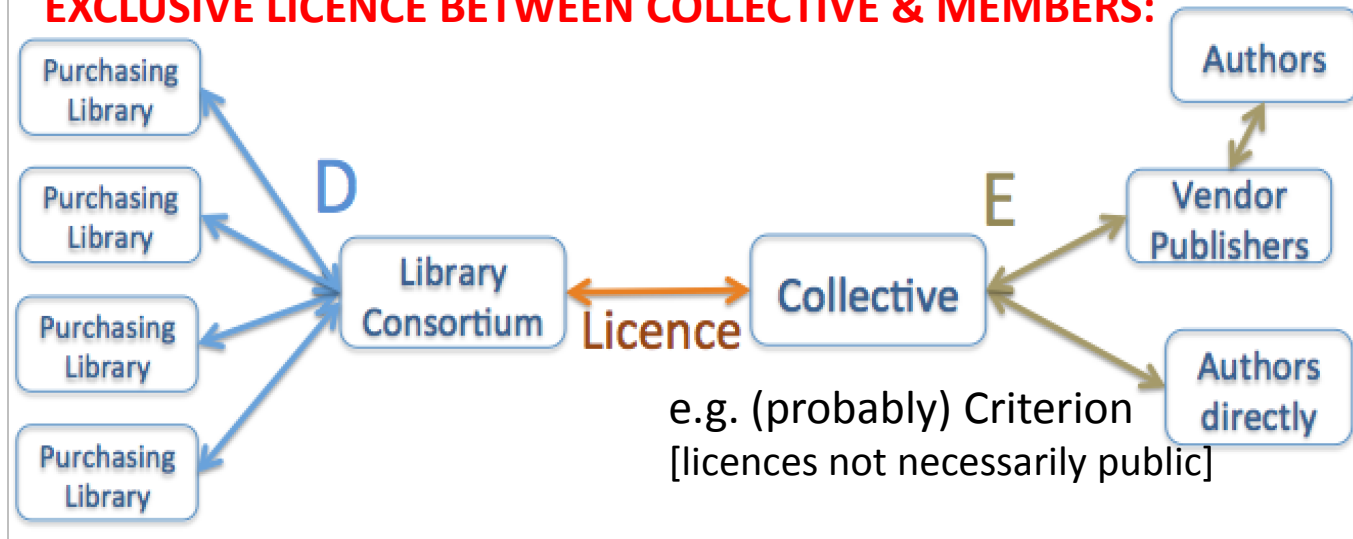 EXCLUSIVE LICENCE BETWEEN COLLECTIVE & MEMBERS:
Purchasing
Library
Purchasing
Library
Purchasing
Library
Purchasing
Library
D
Library
Consortium
Licence
Collective
E
Authors
Vendor
Publishers
Authors
directly
e.g. (probably) Criterion
[licences not necessarily public]